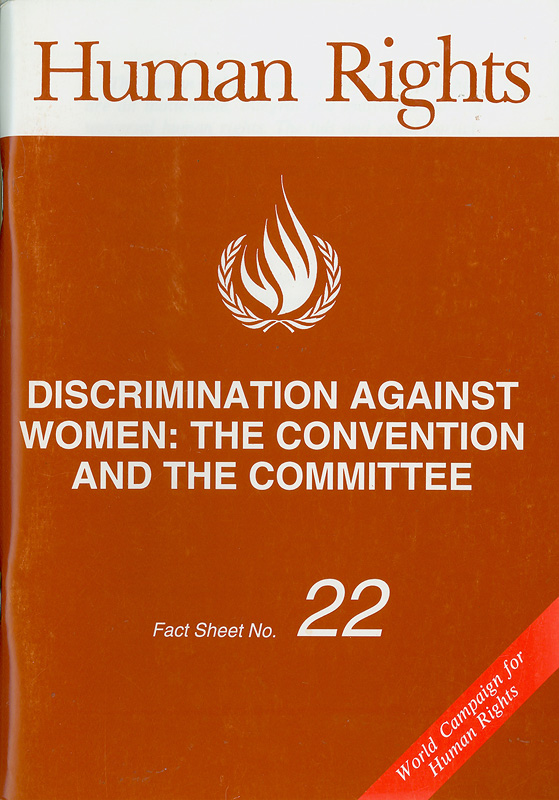 Human Rights
DISCRIMINATION AGAINST
WOMEN: THE CONVENTION
AND THE COMMITTEE
Fact Sheet No. 22
World Campaign for
Human Rights